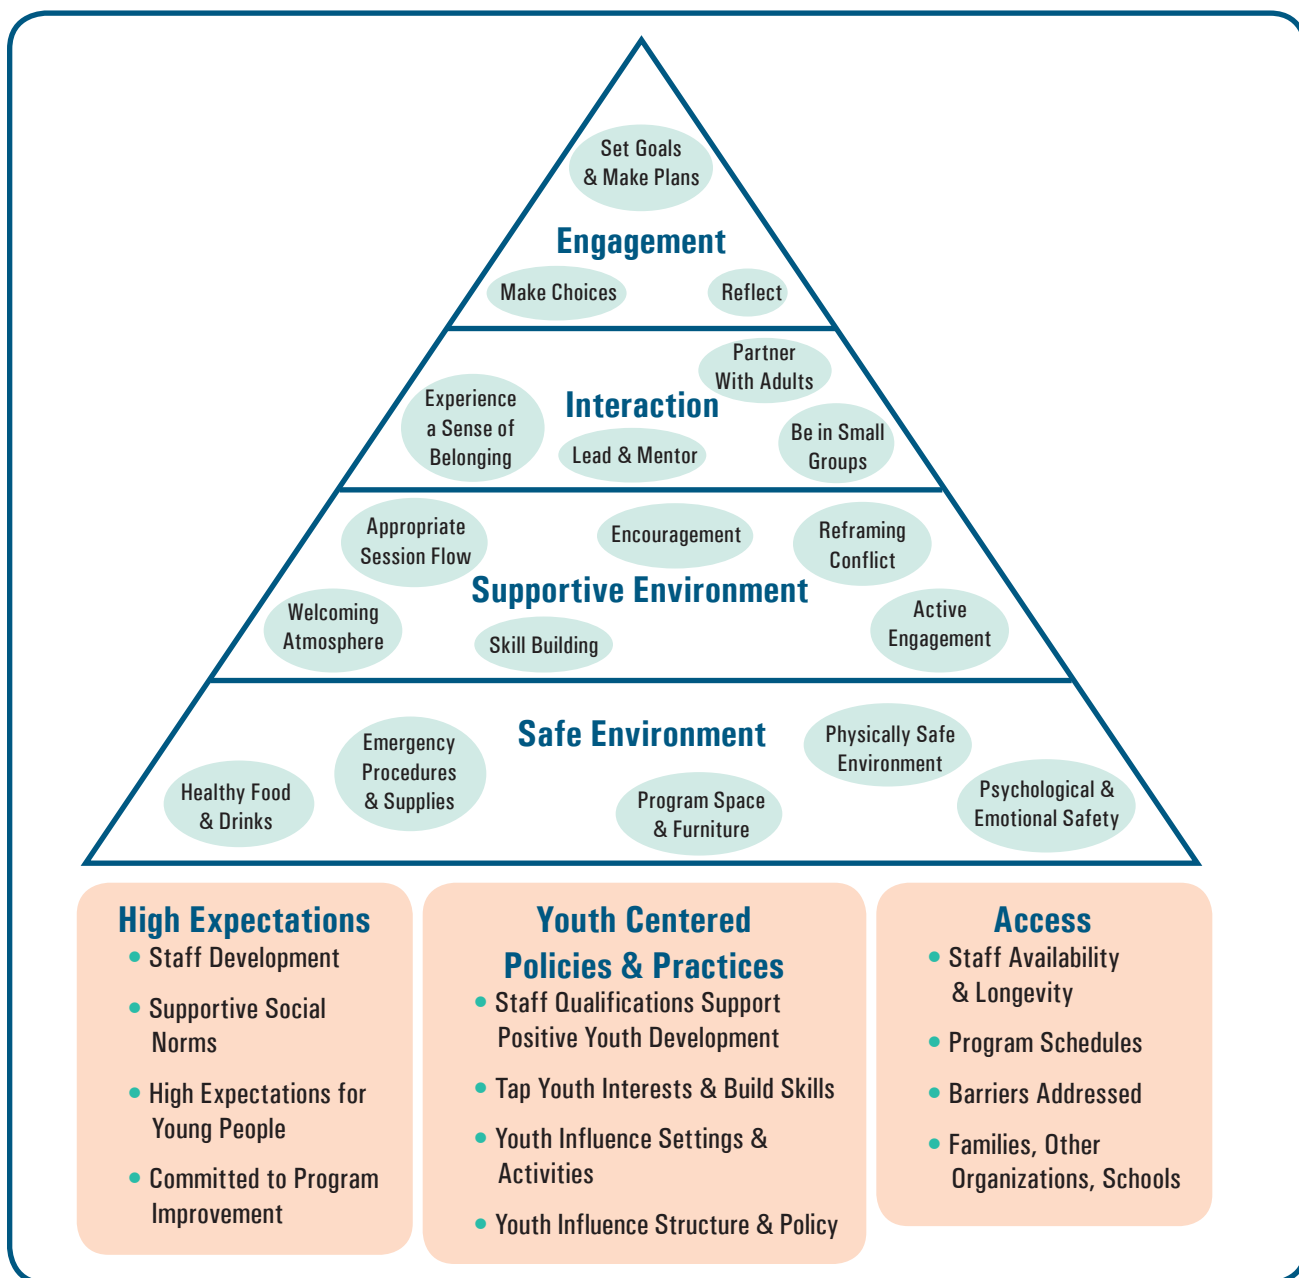 Set Goals
& Make Plans
Engagement
Make Choices
Reflect
Partner
With Adults
Interaction
Experience
a Sense of
Belonging
Lead & Mentor
Be in Small
Groups
Appropriate
Session Flow
Encouragement
Reframing
Conflict
Supportive Environment
Welcoming
Atmosphere
Skill Building
Active
Engagement
Safe Environment
Healthy Food
& Drinks
Emergency
Procedures
& Supplies
Program Space
& Furniture
Physically Safe
Environment
Psychological &
Emotional Safety
High Expectations
• Staff Development
• Supportive Social
Norms
• High Expectations for
Young People
• Committed to Program
Improvement
Youth Centered
Policies & Practices
• Staff Qualifications Support
Positive Youth Development
• Tap Youth Interests & Build Skills
• Youth Influence Settings &
Activities
• Youth Influence Structure & Policy
Access
• Staff Availability
& Longevity
• Program Schedules
• Barriers Addressed
• Families, Other
Organizations, Schools